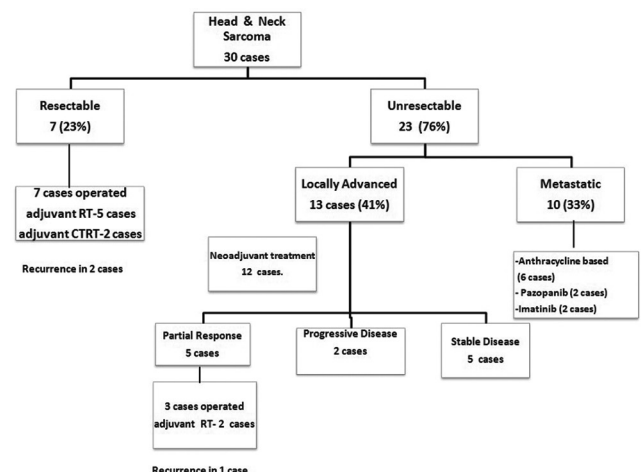 Head & Neck
Sarcoma
30 cases
Resectable
7 (23%)
Unresectable
23 (76%)
7 cases operated
adjuvant RT-5 cases
adjuvant CTRT-2 cases
Recurrence in 2 cases
Locally Advanced
13 cases (41%)
Metastatic
10 (33%)
Neoadjuvant treatment
12 cases.
-Anthracycline based
(6 cases)
- Pazopanib (2 cases)
-Imatinib (2 cases)
Partial Response
5 cases
Progressive Disease
2 cases
Stable Disease
5 cases
3 cases operated
adjuvant RT- 2 cases
Recurrence in 1 case